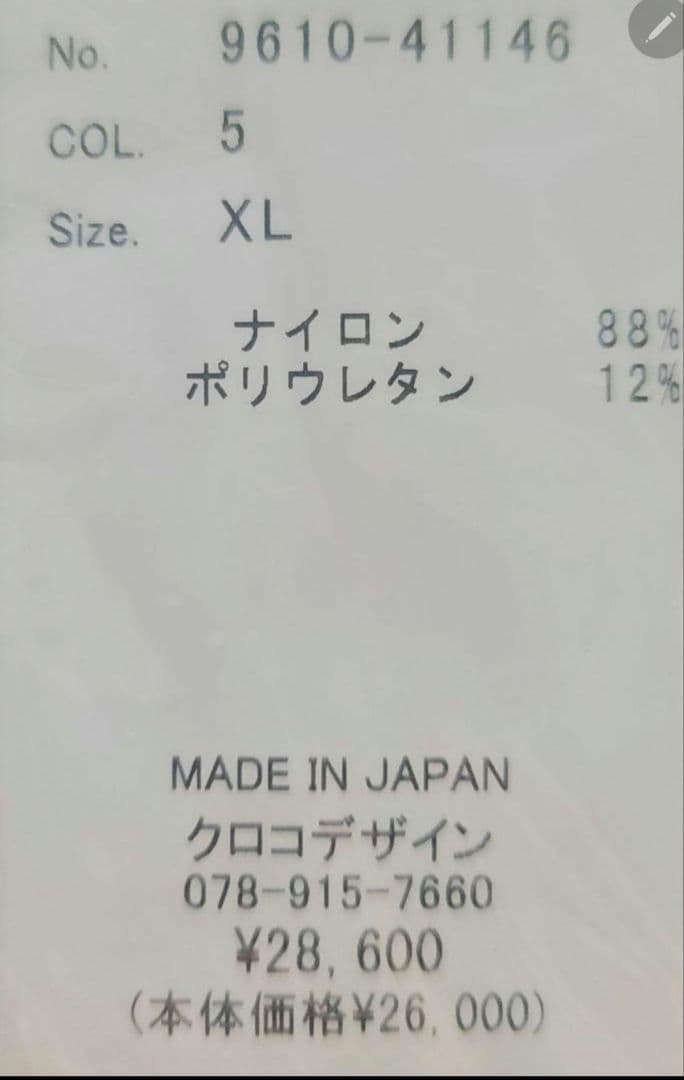 No. 9610-41146
COL. 5
Size. XL
ナイロン 88%
ポリウレタン 12%
MADE IN JAPAN
クロコデザイン
078-915-7660
¥28,600
(本体価格¥26,000)